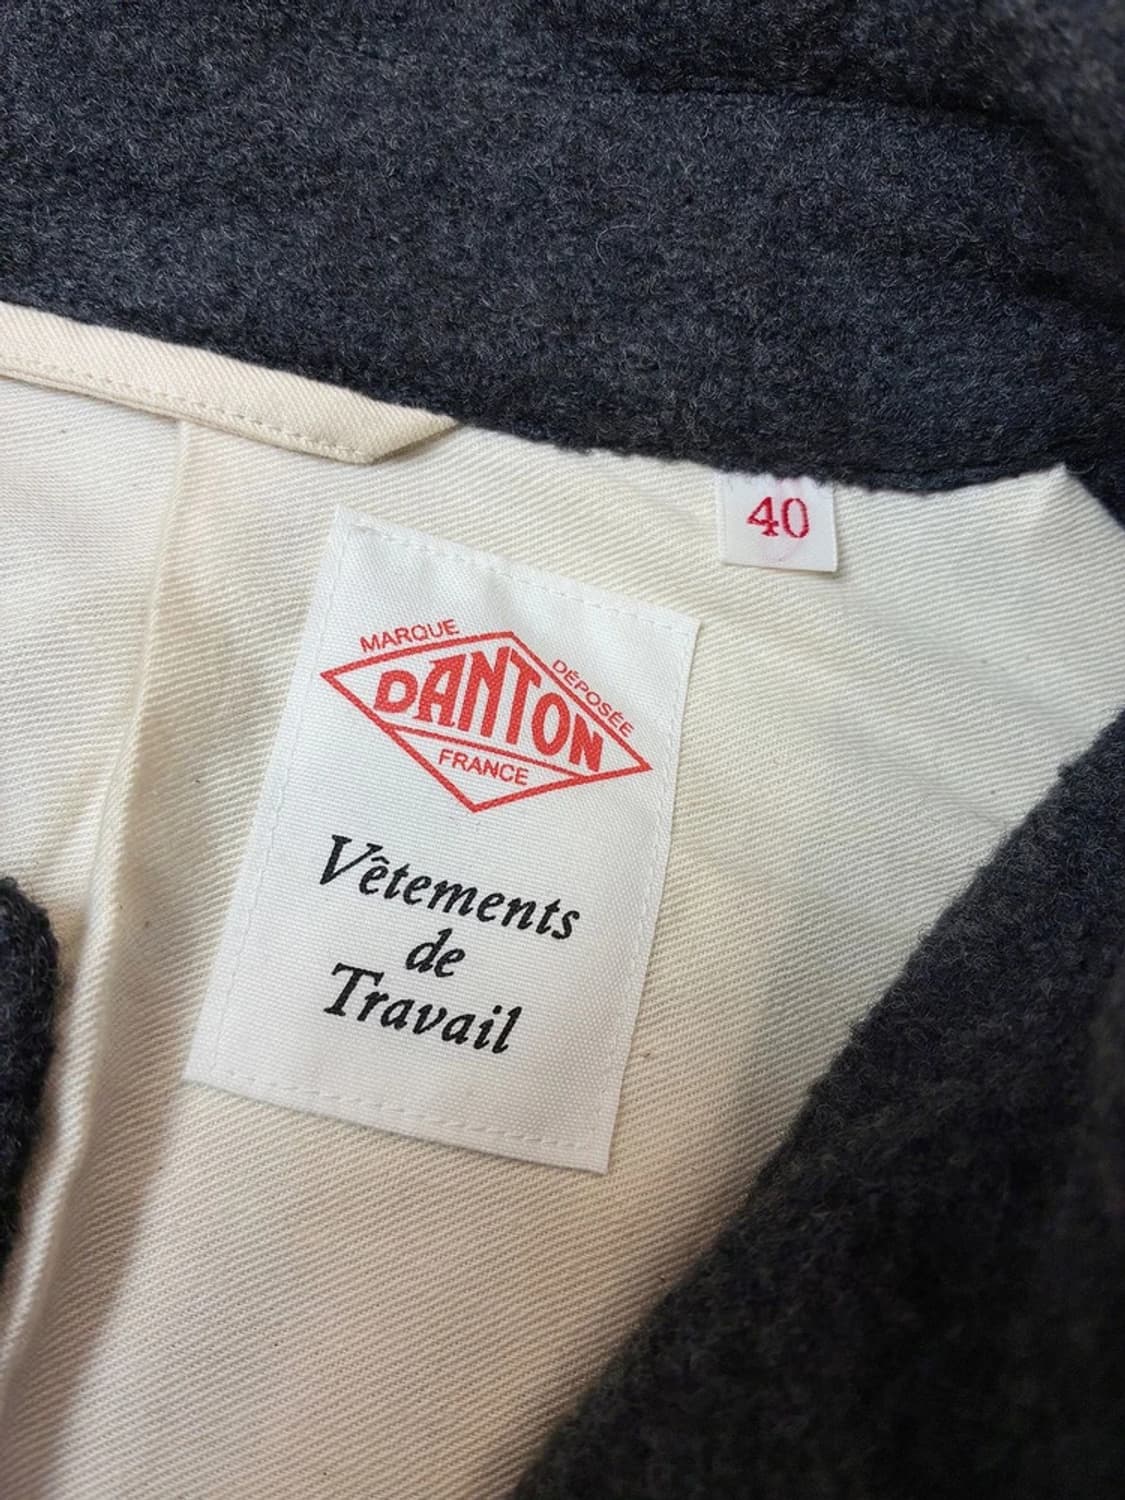 40
MARQUE DÉPOSÉE
DANTON
FRANCE
Vêtements
de
Travail